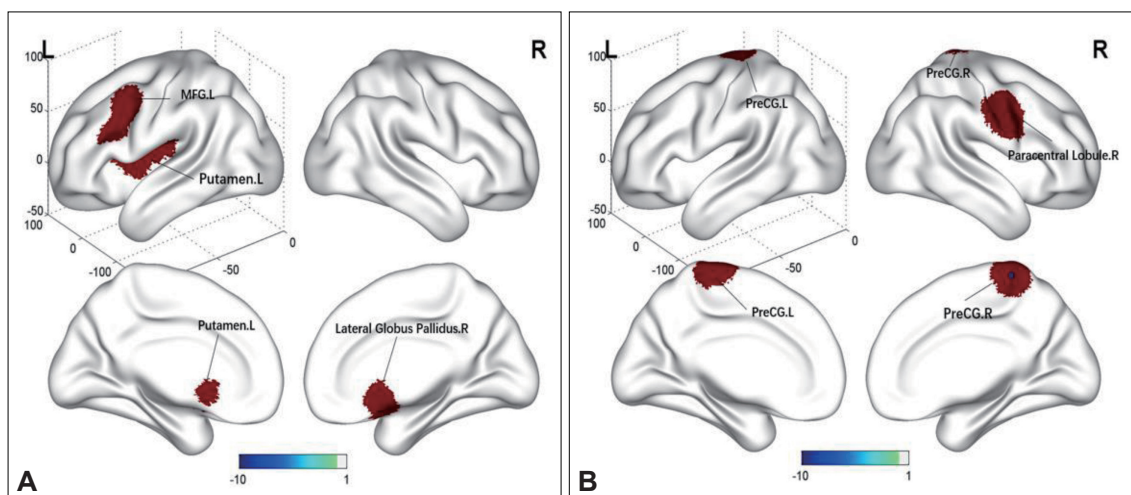 L
R
100
MFG.L
50
0
Putamen.L
-50
100
0
0
-50
-100
Putamen.L
Lateral Globus Pallidus.R
-10
1
A
L
R
100
PreCG.R
PreCG.L
50
Paracentral Lobule.R
0
-50
100
0
0
-50
-100
PreCG.L
PreCG.R
-10
1
B